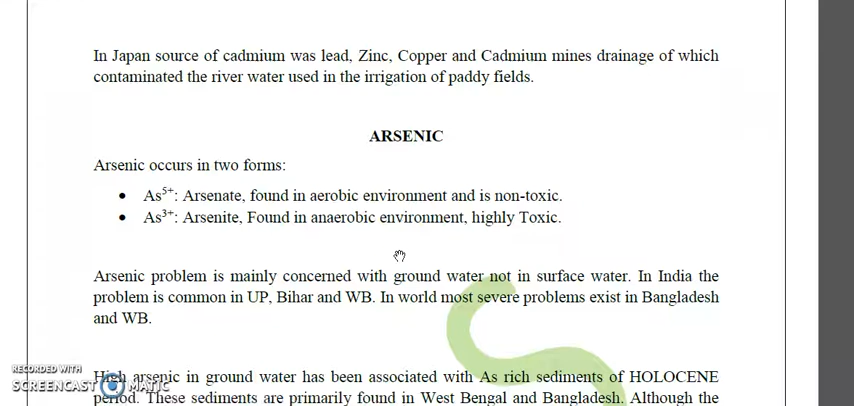 In Japan source of cadmium was lead, Zinc, Copper and Cadmium mines drainage of which
contaminated the river water used in the irrigation of paddy fields.
ARSENIC
Arsenic occurs in two forms:
• As⁵⁺: Arsenate, found in aerobic environment and is non-toxic.
• As³⁺: Arsenite, Found in anaerobic environment, highly Toxic.
Arsenic problem is mainly concerned with ground water not in surface water. In India the
problem is common in UP, Bihar and WB. In world most severe problems exist in Bangladesh
and WB.
RECORDED WITH
SCREENCAST MATIC
High arsenic in ground water has been associated with As rich sediments of HOLOCENE
period. These sediments are primarily found in West Bengal and Bangladesh. Although the